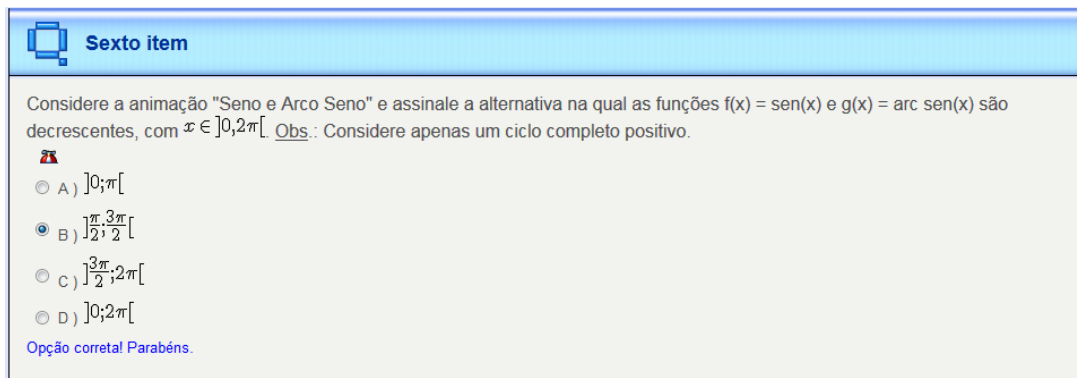 Sexto item
Considere a animação "Seno e Arco Seno" e assinale a alternativa na qual as funções f(x) = sen(x) e g(x) = arc sen(x) são
decrescentes, com x ∈ ]0,2π[. Obs.: Considere apenas um ciclo completo positivo.
A ) ]0;π[
B ) ]π/2;3π/2[
C ) ]3π/2;2π[
D ) ]0;2π[
Opção correta! Parabéns.